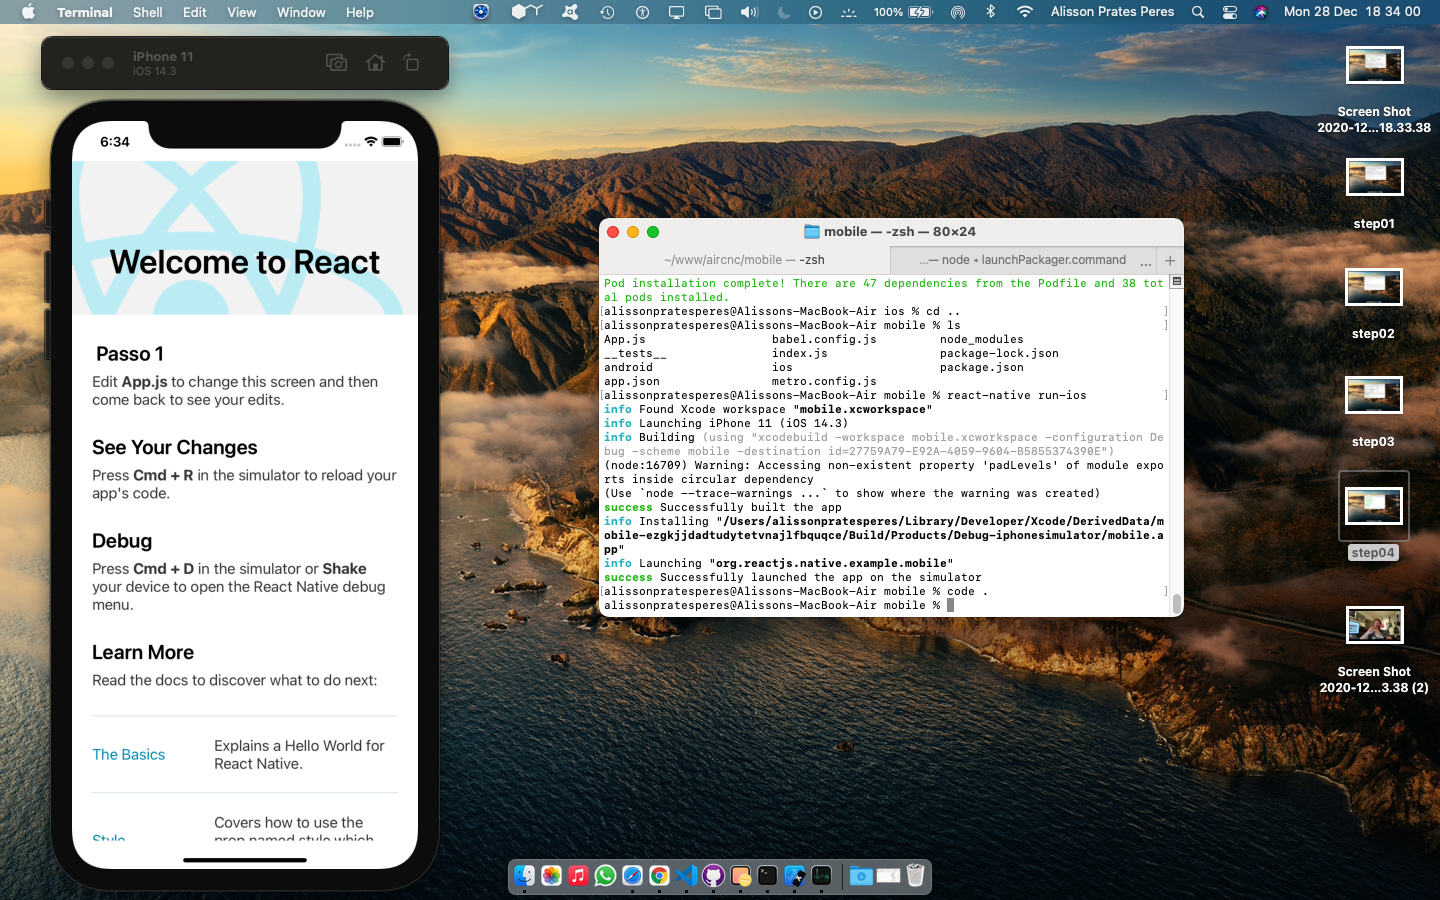 Terminal Shell Edit View Window Help 100% Alisson Prates Peres Mon 28 Dec 18 34 00
iPhone 11
iOS 14.3
6:34
Welcome to React
Passo 1
Edit App.js to change this screen and then
come back to see your edits.
See Your Changes
Press Cmd + R in the simulator to reload your
app's code.
Debug
Press Cmd + D in the simulator or Shake
your device to open the React Native debug
menu.
Learn More
Read the docs to discover what to do next:
The Basics
Explains a Hello World for
React Native.
Style
Covers how to use the
prop named style which
mobile — -zsh — 80×24
~/www/aircnc/mobile — -zsh
...— node ◂ launchPackager.command ...
Pod installation complete! There are 47 dependencies from the Podfile and 38 tot
al pods installed.
[alissonpratesperes@Alissons-MacBook-Air ios % cd .. ]
[alissonpratesperes@Alissons-MacBook-Air mobile % ls ]
App.js babel.config.js node_modules
__tests__ index.js package-lock.json
android ios package.json
app.json metro.config.js
[alissonpratesperes@Alissons-MacBook-Air mobile % react-native run-ios ]
info Found Xcode workspace "mobile.xcworkspace"
info Launching iPhone 11 (iOS 14.3)
info Building (using "xcodebuild -workspace mobile.xcworkspace -configuration De
bug -scheme mobile -destination id=27759A79-E92A-4059-9604-B5855374390E")
(node:16709) Warning: Accessing non-existent property 'padLevels' of module expo
rts inside circular dependency
(Use `node --trace-warnings ...` to show where the warning was created)
success Successfully built the app
info Installing "/Users/alissonpratesperes/Library/Developer/Xcode/DerivedData/m
obile-ezgkjjdadtudytetvnajlfbquqce/Build/Products/Debug-iphonesimulator/mobile.a
pp"
info Launching "org.reactjs.native.example.mobile"
success Successfully launched the app on the simulator
[alissonpratesperes@Alissons-MacBook-Air mobile % code . ]
alissonpratesperes@Alissons-MacBook-Air mobile %
Screen Shot
2020-12...18.33.38
step01
step02
step03
step04
Screen Shot
2020-12...3.38 (2)